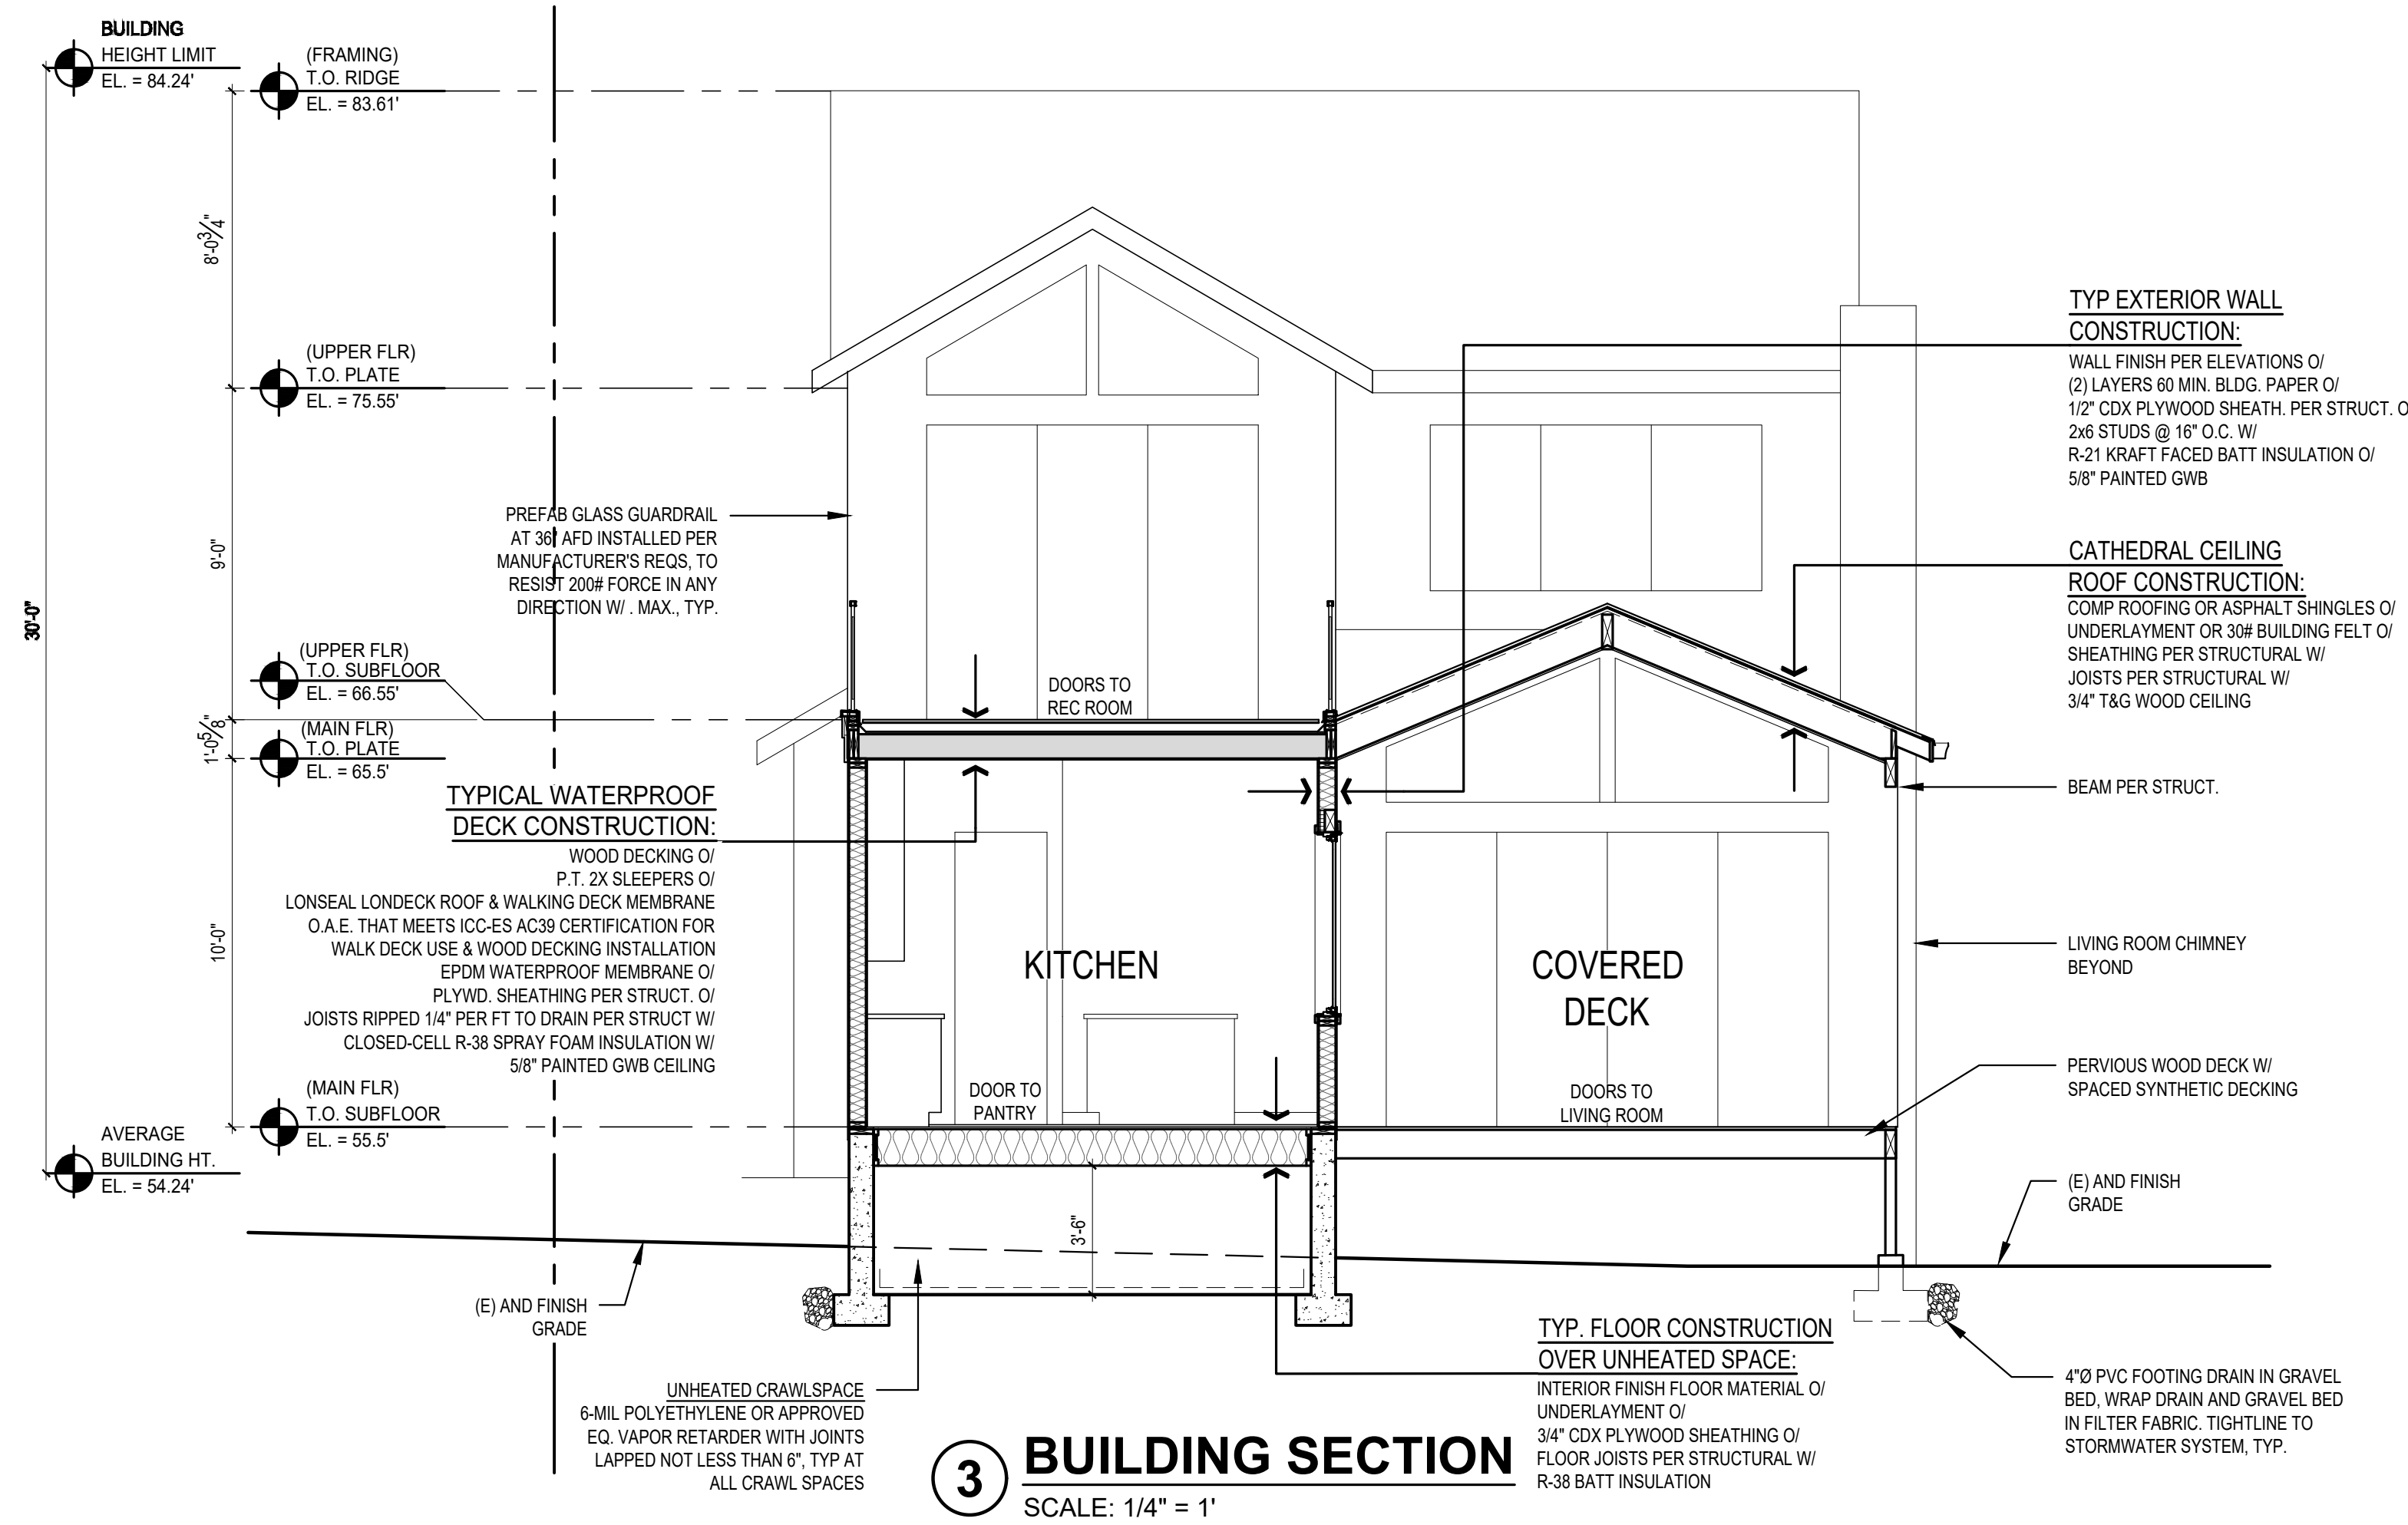 BUILDING
HEIGHT LIMIT
EL. = 84.24'
(FRAMING)
T.O. RIDGE
EL. = 83.61'
8'-0 3/4"
(UPPER FLR)
T.O. PLATE
EL. = 75.55'
9'-0"
30'-0"
(UPPER FLR)
T.O. SUBFLOOR
EL. = 66.55'
1'-0 5/8"
(MAIN FLR)
T.O. PLATE
EL. = 65.5'
10'-0"
(MAIN FLR)
T.O. SUBFLOOR
EL. = 55.5'
AVERAGE
BUILDING HT.
EL. = 54.24'
PREFAB GLASS GUARDRAIL
AT 36" AFD INSTALLED PER
MANUFACTURER'S REQS, TO
RESIST 200# FORCE IN ANY
DIRECTION W/ . MAX., TYP.
TYPICAL WATERPROOF
DECK CONSTRUCTION:
WOOD DECKING O/
P.T. 2X SLEEPERS O/
LONSEAL LONDECK ROOF & WALKING DECK MEMBRANE
O.A.E. THAT MEETS ICC-ES AC39 CERTIFICATION FOR
WALK DECK USE & WOOD DECKING INSTALLATION
EPDM WATERPROOF MEMBRANE O/
PLYWD. SHEATHING PER STRUCT. O/
JOISTS RIPPED 1/4" PER FT TO DRAIN PER STRUCT W/
CLOSED-CELL R-38 SPRAY FOAM INSULATION W/
5/8" PAINTED GWB CEILING
DOORS TO
REC ROOM
KITCHEN
DOOR TO
PANTRY
COVERED
DECK
DOORS TO
LIVING ROOM
3'-6"
TYP EXTERIOR WALL
CONSTRUCTION:
WALL FINISH PER ELEVATIONS O/
(2) LAYERS 60 MIN. BLDG. PAPER O/
1/2" CDX PLYWOOD SHEATH. PER STRUCT. O
2x6 STUDS @ 16" O.C. W/
R-21 KRAFT FACED BATT INSULATION O/
5/8" PAINTED GWB
CATHEDRAL CEILING
ROOF CONSTRUCTION:
COMP ROOFING OR ASPHALT SHINGLES O/
UNDERLAYMENT OR 30# BUILDING FELT O/
SHEATHING PER STRUCTURAL W/
JOISTS PER STRUCTURAL W/
3/4" T&G WOOD CEILING
BEAM PER STRUCT.
LIVING ROOM CHIMNEY
BEYOND
PERVIOUS WOOD DECK W/
SPACED SYNTHETIC DECKING
(E) AND FINISH
GRADE
4"Ø PVC FOOTING DRAIN IN GRAVEL
BED, WRAP DRAIN AND GRAVEL BED
IN FILTER FABRIC. TIGHTLINE TO
STORMWATER SYSTEM, TYP.
(E) AND FINISH
GRADE
UNHEATED CRAWLSPACE
6-MIL POLYETHYLENE OR APPROVED
EQ. VAPOR RETARDER WITH JOINTS
LAPPED NOT LESS THAN 6", TYP AT
ALL CRAWL SPACES
TYP. FLOOR CONSTRUCTION
OVER UNHEATED SPACE:
INTERIOR FINISH FLOOR MATERIAL O/
UNDERLAYMENT O/
3/4" CDX PLYWOOD SHEATHING O/
FLOOR JOISTS PER STRUCTURAL W/
R-38 BATT INSULATION
3 BUILDING SECTION
SCALE: 1/4" = 1'